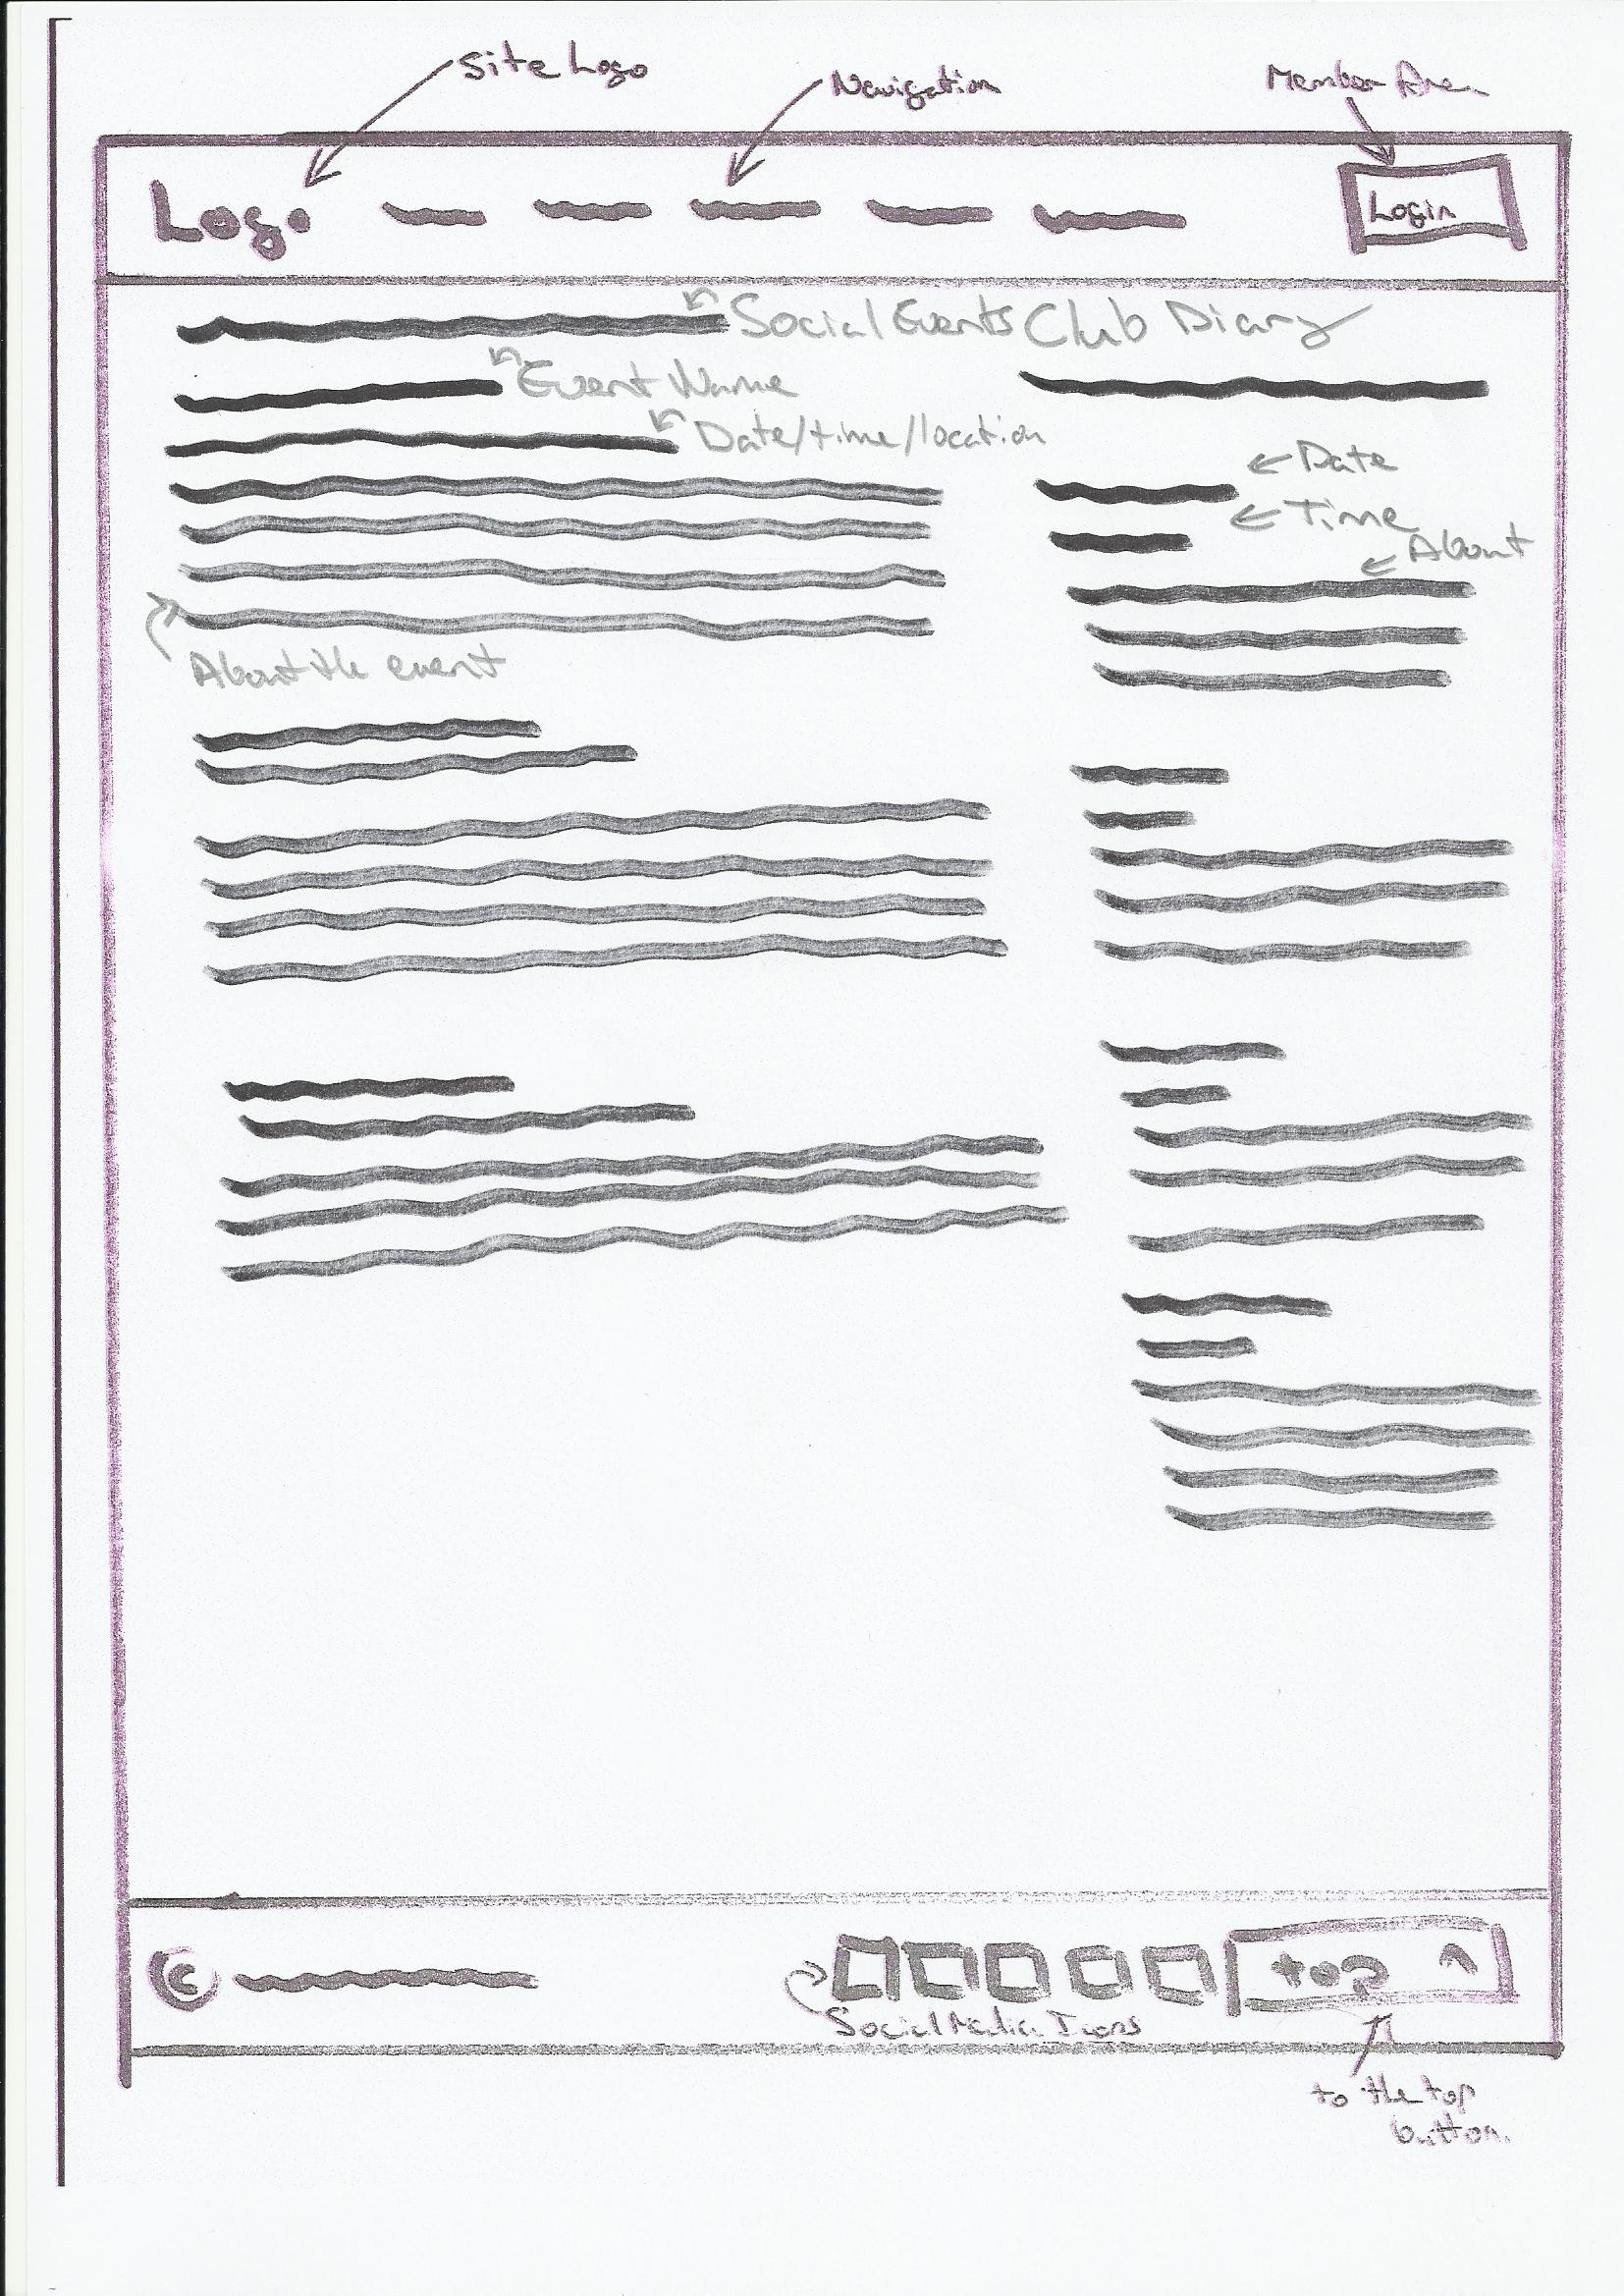 Site Logo
Navigation
Member Area
Logo
Login
Social Events Club Diary
Event Name
Date/time/location
← Date
← Time
← About
About the event
©
top ^
Social Media Icons
to the top
button.